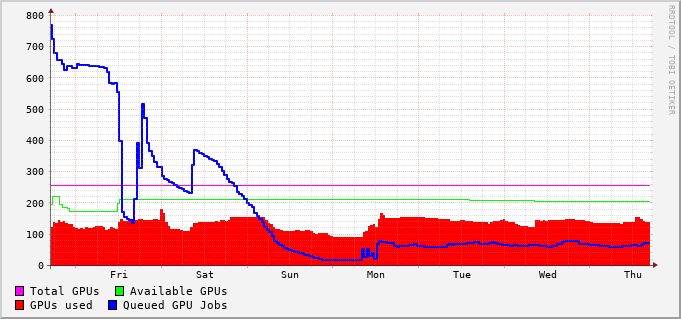 RRDTOOL / TOBI OETIKER
800
700
600
500
400
300
200
100
0
Fri Sat Sun Mon Tue Wed Thu
Total GPUs Available GPUs
GPUs used Queued GPU Jobs